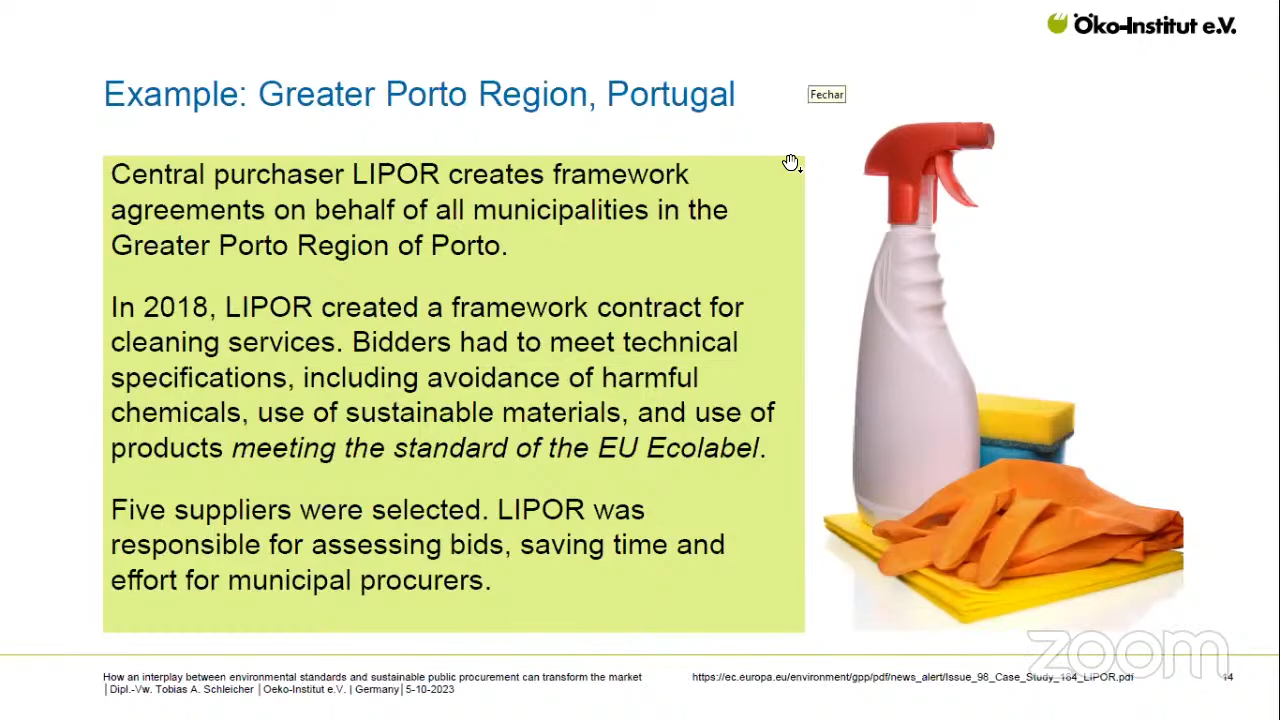 Öko-Institut e.V.
Example: Greater Porto Region, Portugal
Fechar
Central purchaser LIPOR creates framework
agreements on behalf of all municipalities in the
Greater Porto Region of Porto.
In 2018, LIPOR created a framework contract for
cleaning services. Bidders had to meet technical
specifications, including avoidance of harmful
chemicals, use of sustainable materials, and use of
products meeting the standard of the EU Ecolabel.
Five suppliers were selected. LIPOR was
responsible for assessing bids, saving time and
effort for municipal procurers.
zoom
How an interplay between environmental standards and sustainable public procurement can transform the market
│Dipl.-Vw. Tobias A. Schleicher │Oeko-Institut e.V. | Germany│5-10-2023
https://ec.europa.eu/environment/gpp/pdf/news_alert/Issue_98_Case_Study_184_LIPOR.pdf
14